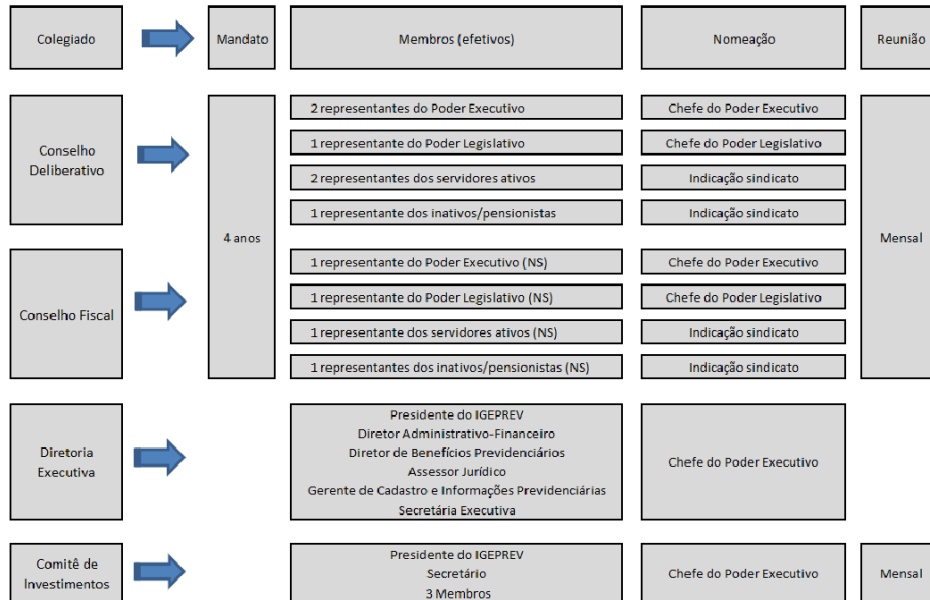 Colegiado
Mandato
Membros (efetivos)
Nomeação
Reunião
Conselho
Deliberativo
4 anos
2 representantes do Poder Executivo
Chefe do Poder Executivo
1 representante do Poder Legislativo
Chefe do Poder Legislativo
2 representantes dos servidores ativos
Indicação sindicato
1 representante dos inativos/pensionistas
Indicação sindicato
Mensal
Conselho Fiscal
1 representante do Poder Executivo (NS)
Chefe do Poder Executivo
1 representante do Poder Legislativo (NS)
Chefe do Poder Legislativo
1 representante dos servidores ativos (NS)
Indicação sindicato
1 representantes dos inativos/pensionistas (NS)
Indicação sindicato
Diretoria
Executiva
Presidente do IGEPREV
Diretor Administrativo-Financeiro
Diretor de Benefícios Previdenciários
Assessor Jurídico
Gerente de Cadastro e Informações Previdenciárias
Secretária Executiva
Chefe do Poder Executivo
Comitê de
Investimentos
Presidente do IGEPREV
Secretário
3 Membros
Chefe do Poder Executivo
Mensal